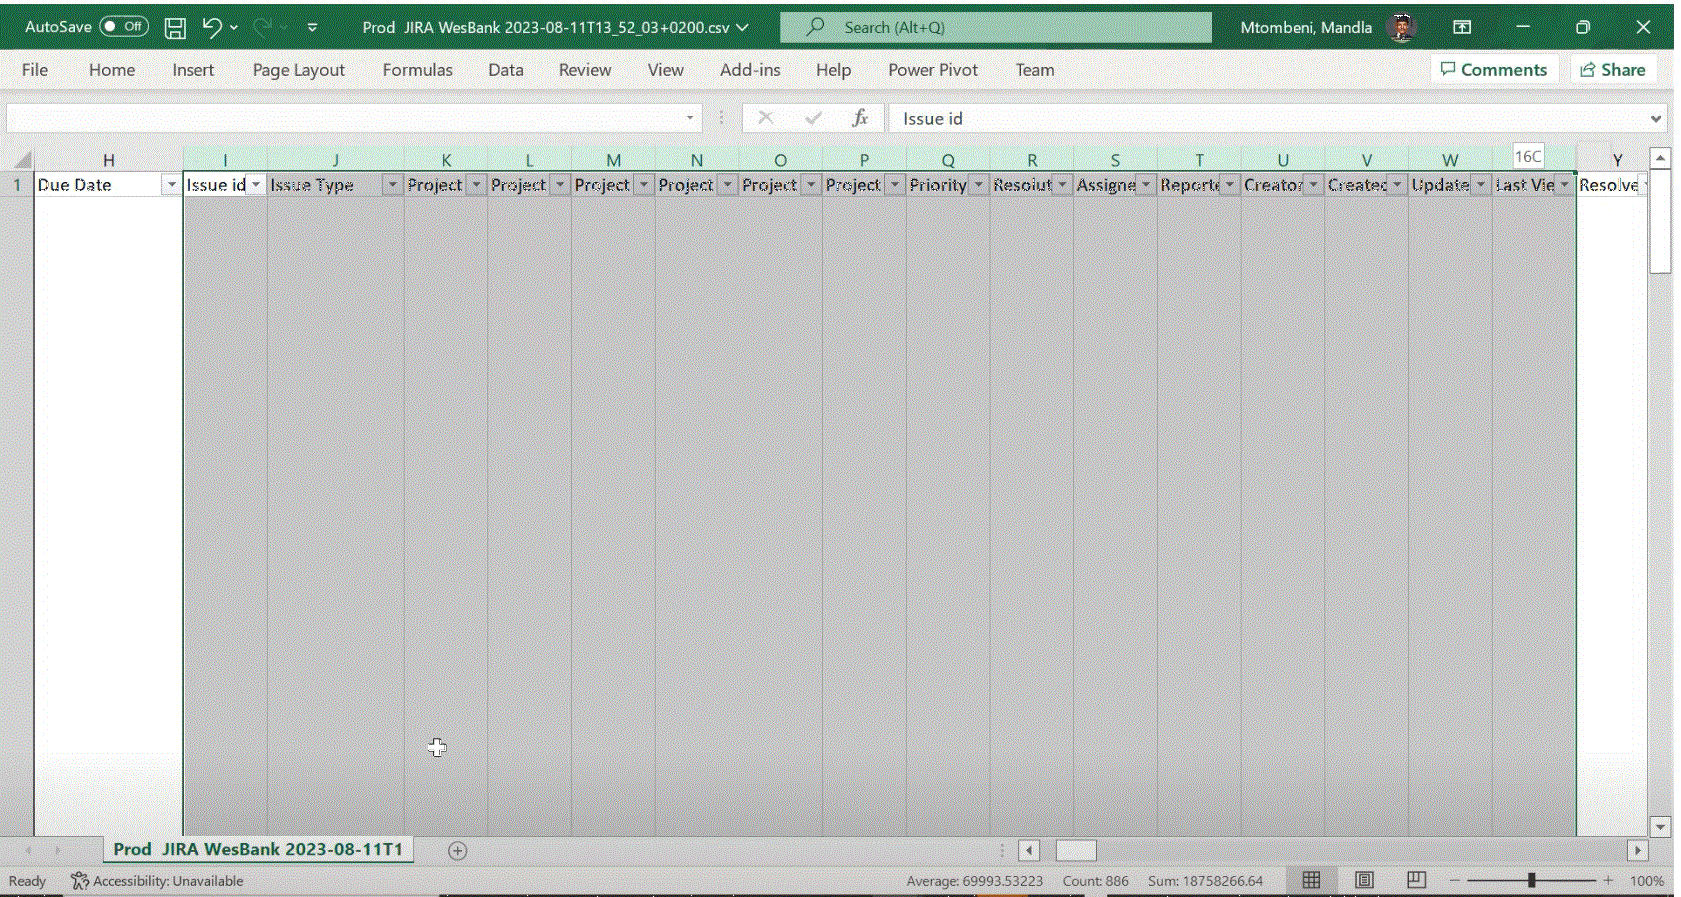 AutoSave Off Prod JIRA WesBank 2023-08-11T13_52_03+0200.csv Search (Alt+Q) Mtombeni, Mandla
File Home Insert Page Layout Formulas Data Review View Add-ins Help Power Pivot Team Comments Share
fx Issue id
H I J K L M N O P Q R S T U V W 16C Y
1 Due Date Issue id Issue Type Project Project Project Project Project Project Priority Resolut Assigne Reporte Creator Created Update Last Vie Resolve
Prod JIRA WesBank 2023-08-11T1
Ready Accessibility: Unavailable Average: 69993.53223 Count: 886 Sum: 18758266.64 100%